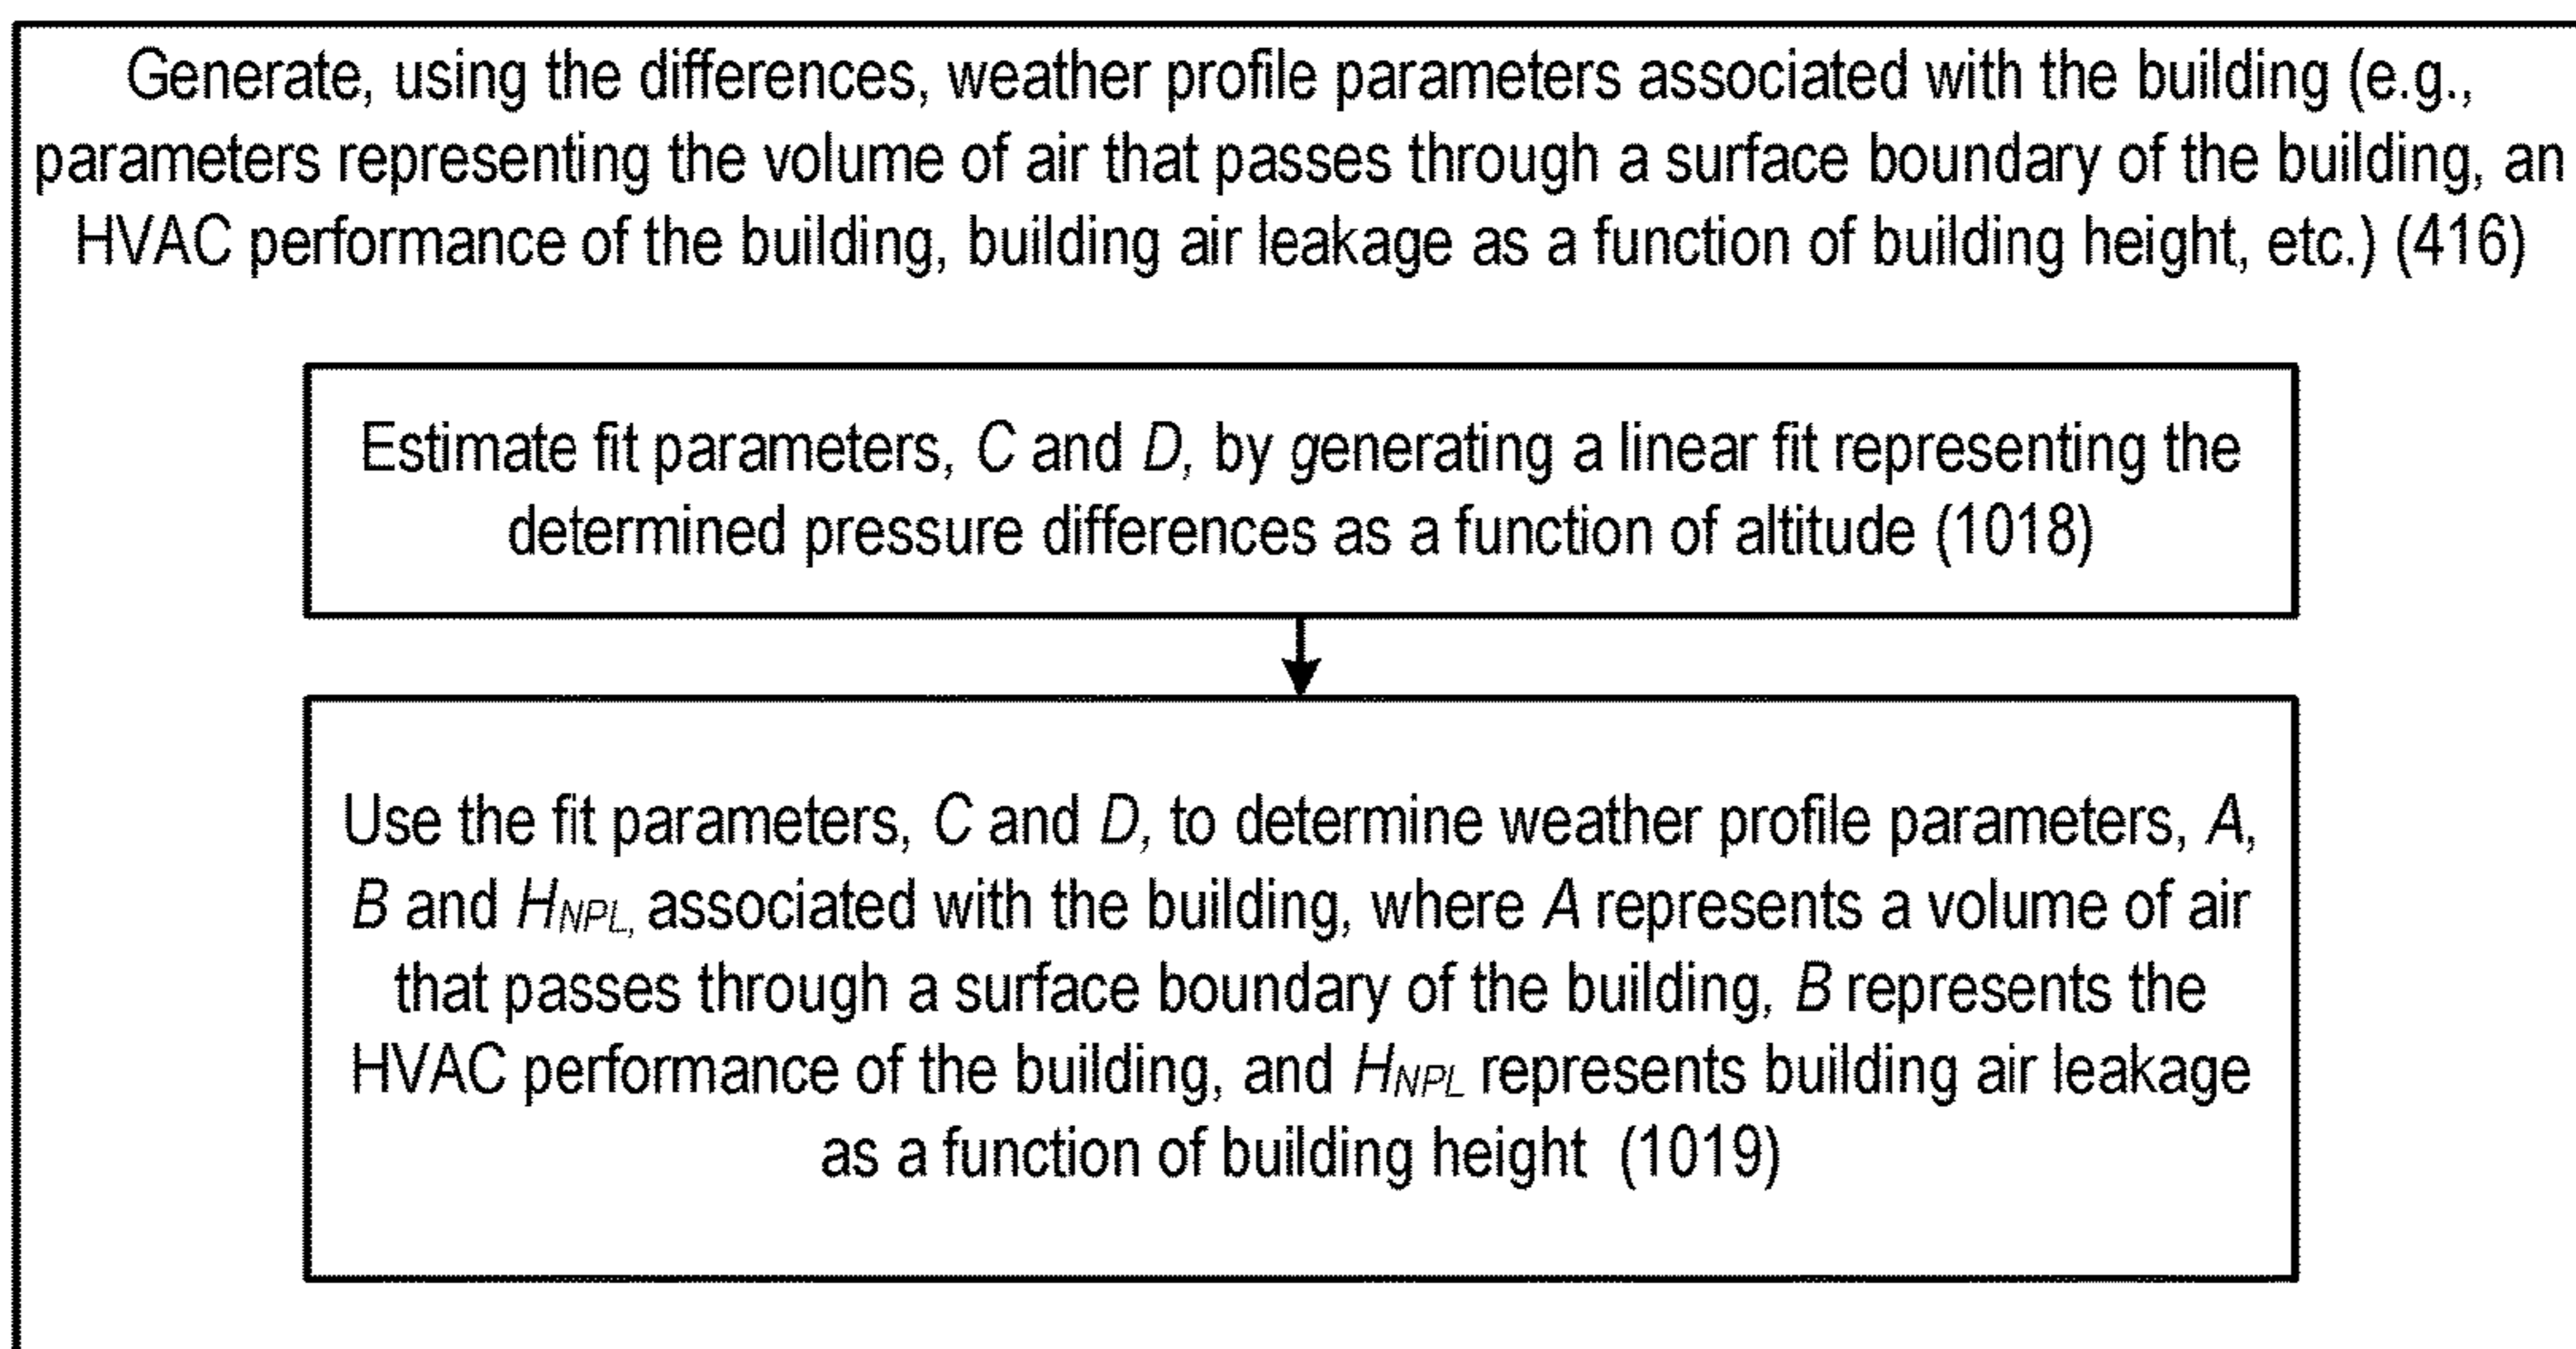 Generate, using the differences, weather profile parameters associated with the building (e.g.,
parameters representing the volume of air that passes through a surface boundary of the building, an
HVAC performance of the building, building air leakage as a function of building height, etc.) (416)
Estimate fit parameters, C and D, by generating a linear fit representing the
determined pressure differences as a function of altitude (1018)
Use the fit parameters, C and D, to determine weather profile parameters, A,
B and HNPL, associated with the building, where A represents a volume of air
that passes through a surface boundary of the building, B represents the
HVAC performance of the building, and HNPL represents building air leakage
as a function of building height (1019)